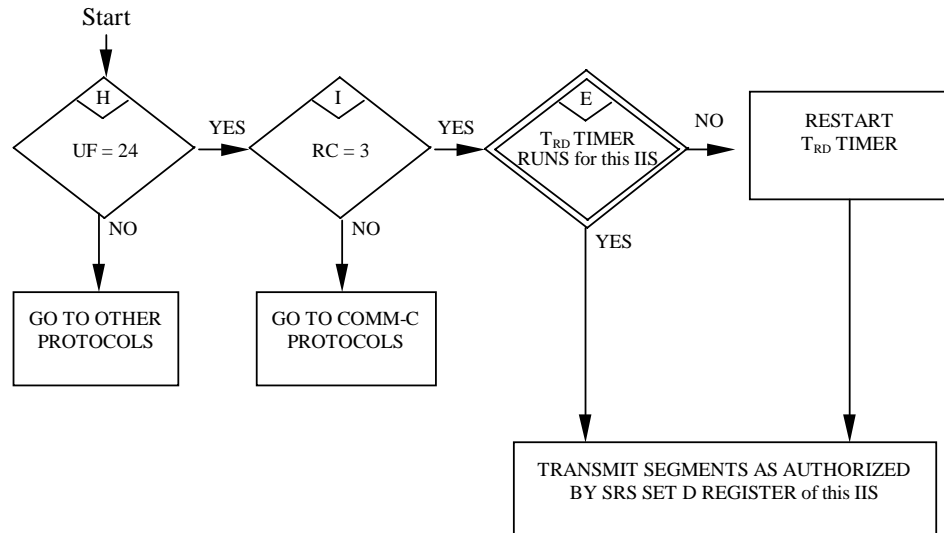 Start
H
UF = 24
YES
NO
I
RC = 3
YES
NO
E
TRD TIMER
RUNS for this IIS
NO
YES
RESTART
TRD TIMER
GO TO OTHER
PROTOCOLS
GO TO COMM-C
PROTOCOLS
TRANSMIT SEGMENTS AS AUTHORIZED
BY SRS SET D REGISTER of this IIS